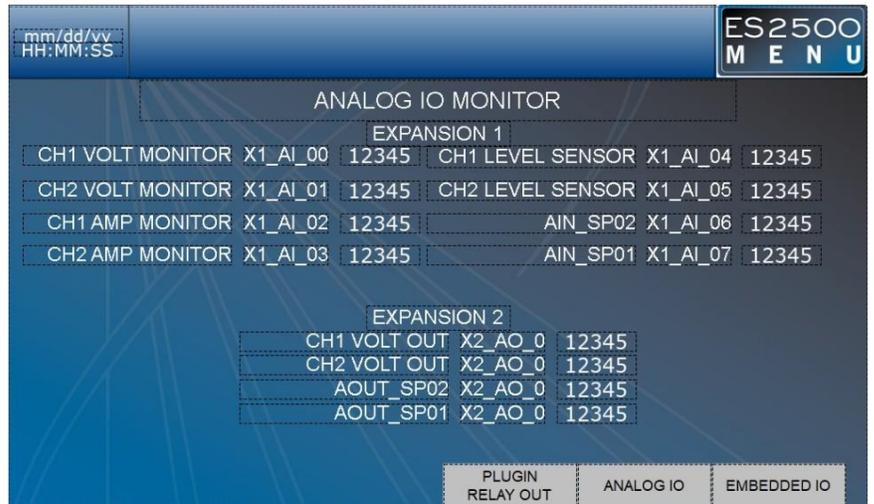 mm/dd/yy
HH:MM:SS
ES2500
MENU
ANALOG IO MONITOR
EXPANSION 1
CH1 VOLT MONITOR X1_AI_00 12345 CH1 LEVEL SENSOR X1_AI_04 12345
CH2 VOLT MONITOR X1_AI_01 12345 CH2 LEVEL SENSOR X1_AI_05 12345
CH1 AMP MONITOR X1_AI_02 12345 AIN_SP02 X1_AI_06 12345
CH2 AMP MONITOR X1_AI_03 12345 AIN_SP01 X1_AI_07 12345
EXPANSION 2
CH1 VOLT OUT X2_AO_0 12345
CH2 VOLT OUT X2_AO_0 12345
AOUT_SP02 X2_AO_0 12345
AOUT_SP01 X2_AO_0 12345
PLUGIN
RELAY OUT
ANALOG IO
EMBEDDED IO